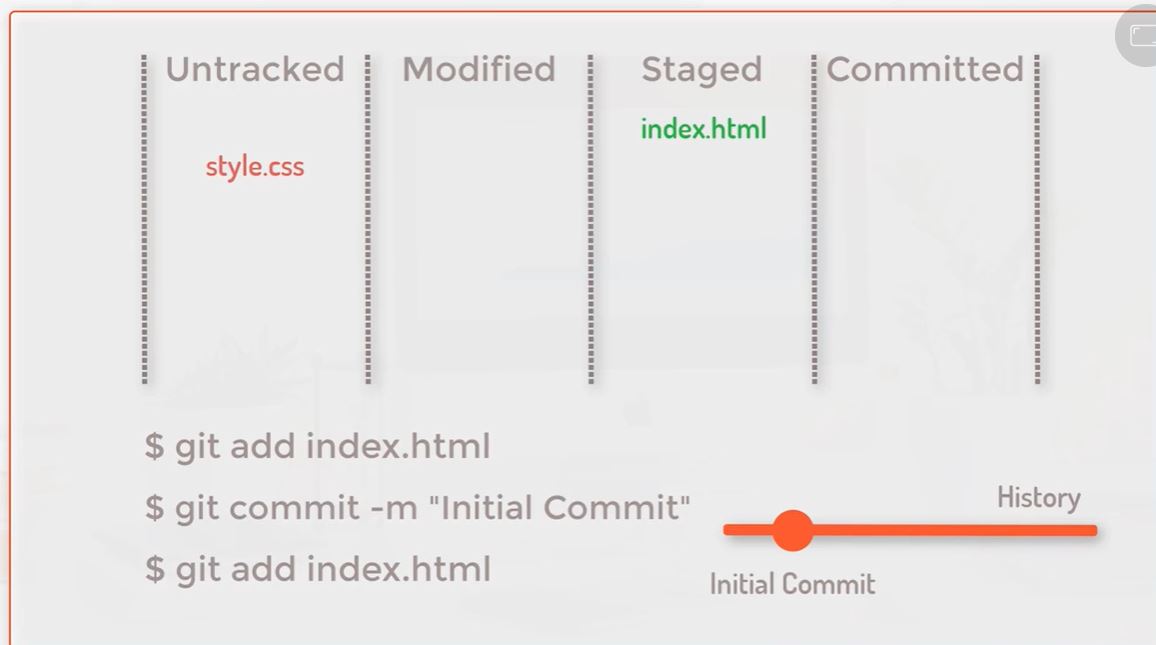 Untracked Modified Staged Committed
index.html
style.css
$ git add index.html
$ git commit -m "Initial Commit"
History
$ git add index.html
Initial Commit